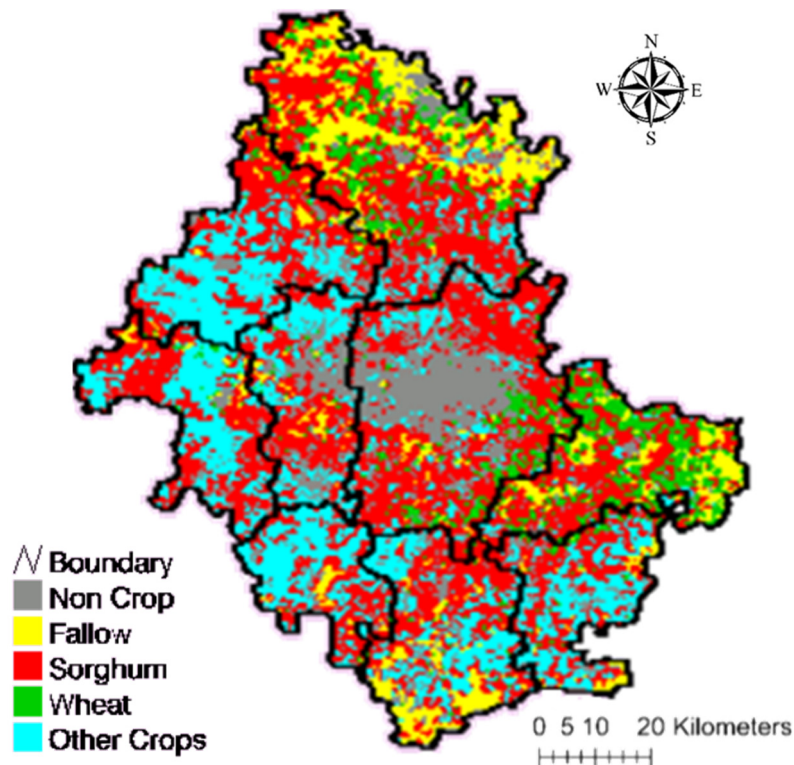 N
W E
S
Boundary
Non Crop
Fallow
Sorghum
Wheat
Other Crops
0 5 10 20 Kilometers